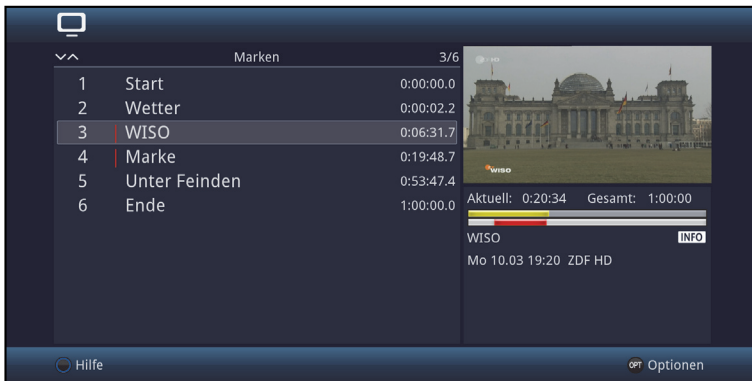 Marken 3/6
1 Start 0:00:00.0
2 Wetter 0:00:02.2
3 WISO 0:06:31.7
4 Marke 0:19:48.7
5 Unter Feinden 0:53:47.4
6 Ende 1:00:00.0
WISO
Aktuell: 0:20:34 Gesamt: 1:00:00
WISO INFO
Mo 10.03 19:20 ZDF HD
Hilfe
OPT Optionen